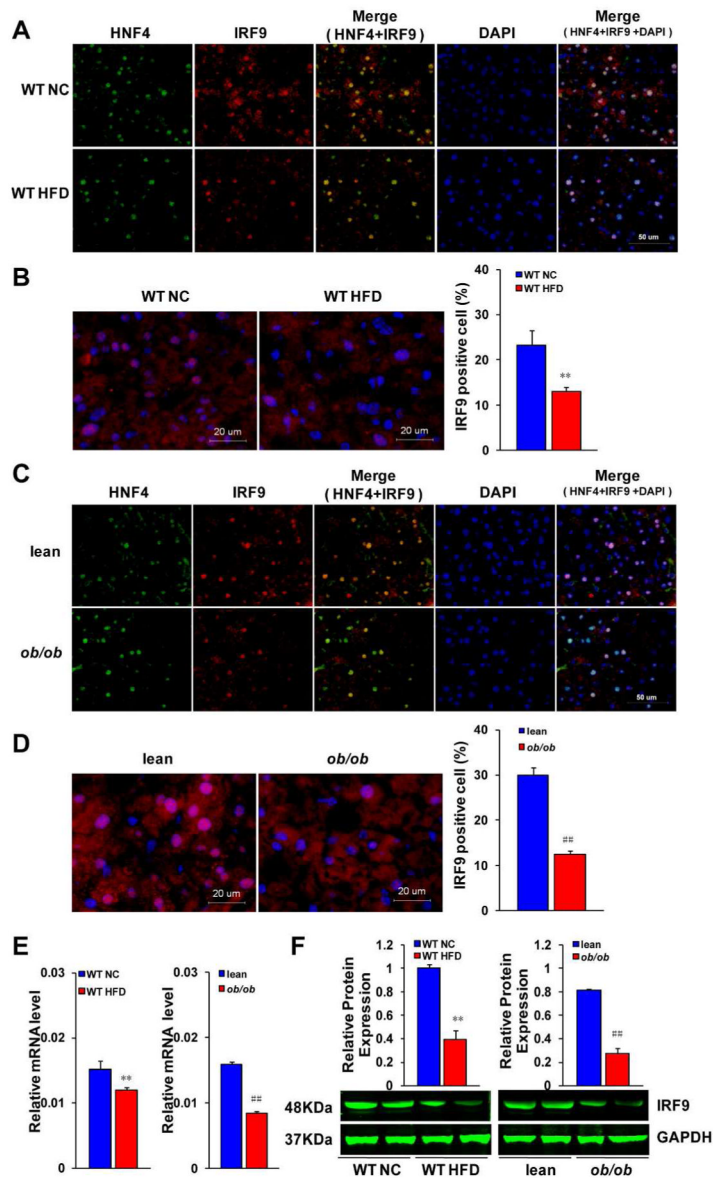 A
HNF4 IRF9 Merge DAPI Merge
( HNF4+IRF9 ) ( HNF4+IRF9 +DAPI )
WT NC
WT HFD
50 um
B
WT NC WT HFD
20 um 20 um
IRF9 positive cell (%)
40
30
20
10
0
WT NC
WT HFD
**
C
HNF4 IRF9 Merge DAPI Merge
( HNF4+IRF9 ) ( HNF4+IRF9 +DAPI )
lean
ob/ob
50 um
D
lean ob/ob
20 um 20 um
IRF9 positive cell (%)
40
30
20
10
0
lean
ob/ob
##
E
Relative mRNA level
0.03
0.02
0.01
0
WT NC
WT HFD
**
Relative mRNA level
0.03
0.02
0.01
0
lean
ob/ob
##
F
Relative Protein
Expression
1.2
1
0.8
0.6
0.4
0.2
0
WT NC
WT HFD
**
Relative Protein
Expression
1.2
1
0.8
0.6
0.4
0.2
0
lean
ob/ob
##
48KDa IRF9
37KDa GAPDH
WT NC WT HFD lean ob/ob